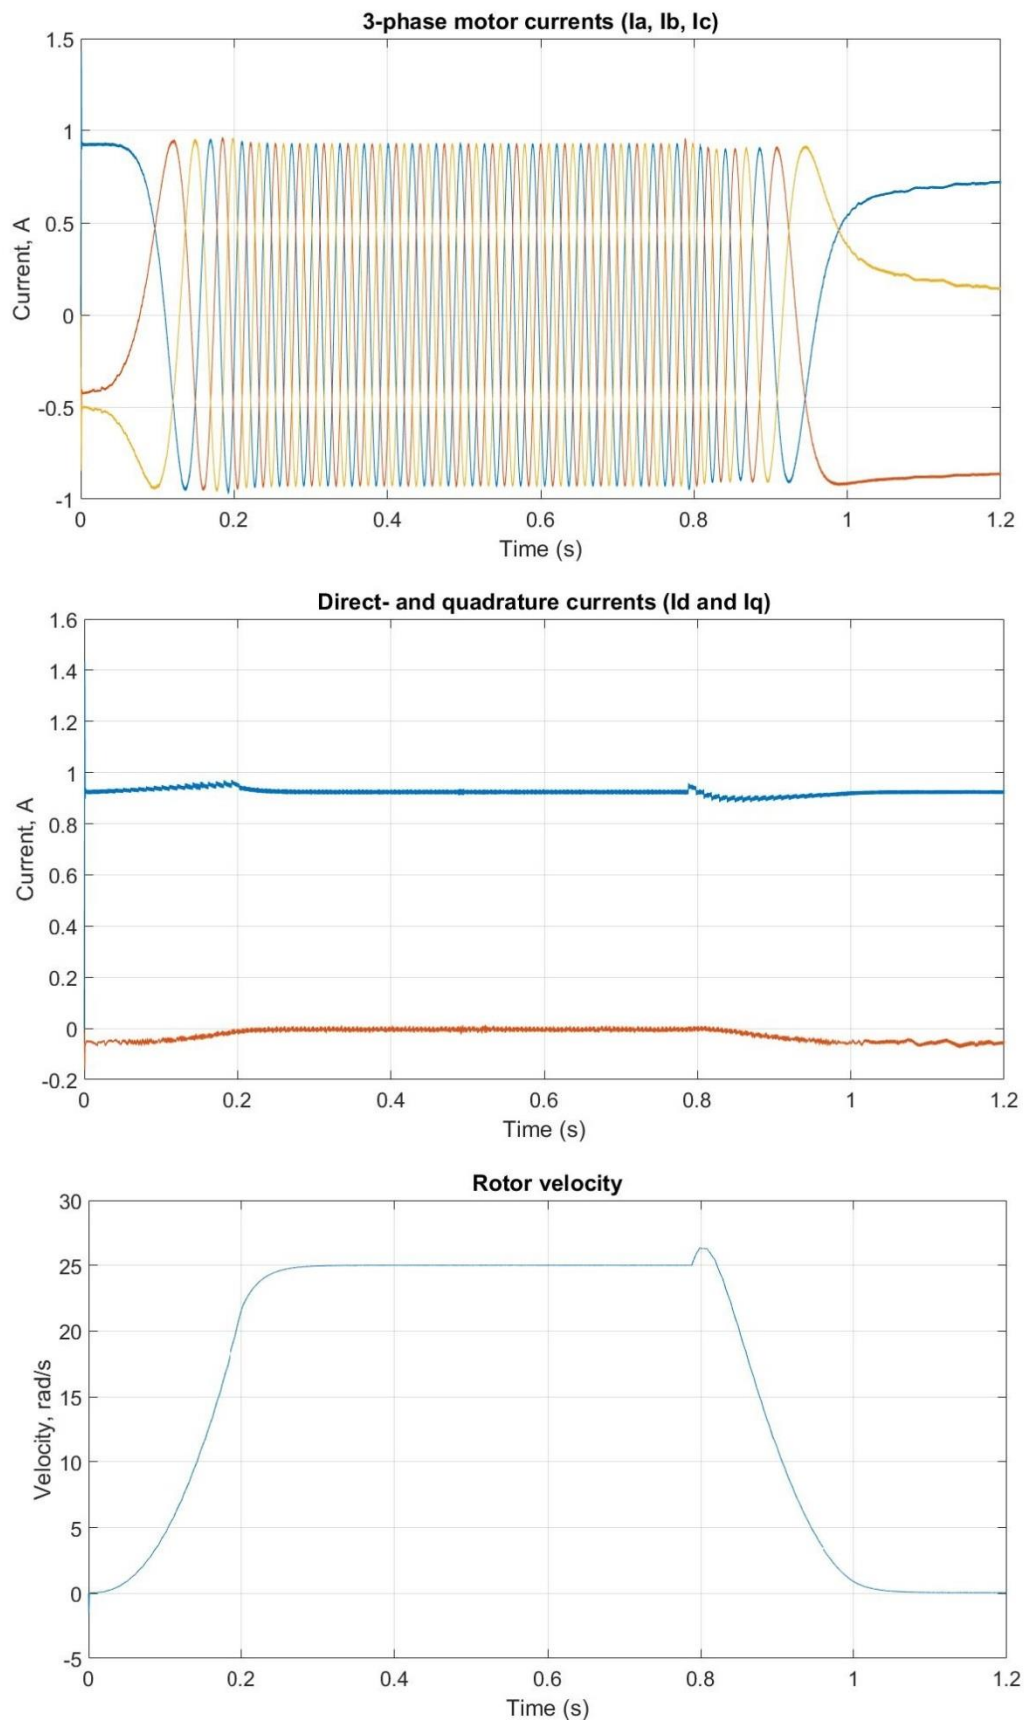 3-phase motor currents (Ia, Ib, Ic)
1.5
1
0.5
0
-0.5
-1
Current, A
0 0.2 0.4 0.6 0.8 1 1.2
Time (s)
Direct- and quadrature currents (Id and Iq)
1.6
1.4
1.2
1
0.8
0.6
0.4
0.2
0
-0.2
Current, A
0 0.2 0.4 0.6 0.8 1 1.2
Time (s)
Rotor velocity
30
25
20
15
10
5
0
-5
Velocity, rad/s
0 0.2 0.4 0.6 0.8 1 1.2
Time (s)